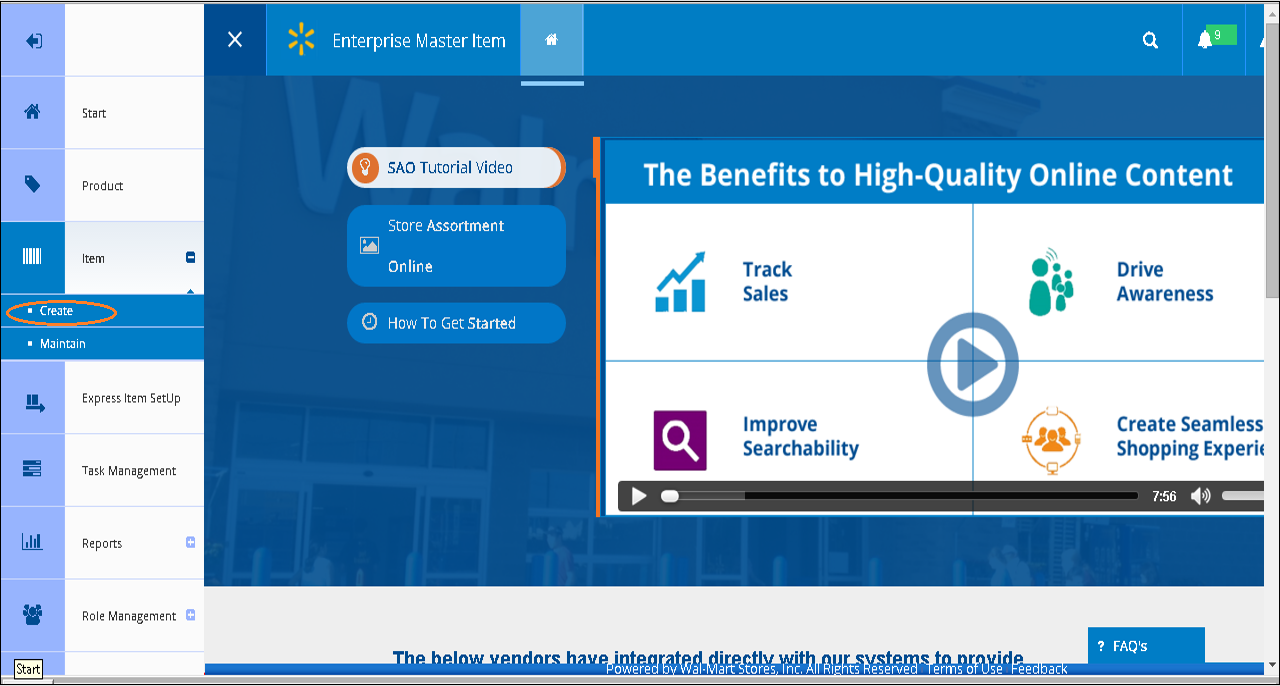 Enterprise Master Item
9
Start
Product
Item
Create
Maintain
Express Item SetUp
Task Management
Reports
Role Management
Start
Wal
SAO Tutorial Video
Store Assortment
Online
How To Get Started
The Benefits to High-Quality Online Content
Track
Sales
Drive
Awareness
Improve
Searchability
Create Seamless
Shopping Experie
7:56
The below vendors have integrated directly with our systems to provide
? FAQ's
Powered by Wal-Mart Stores, Inc. All Rights Reserved Terms of Use Feedback